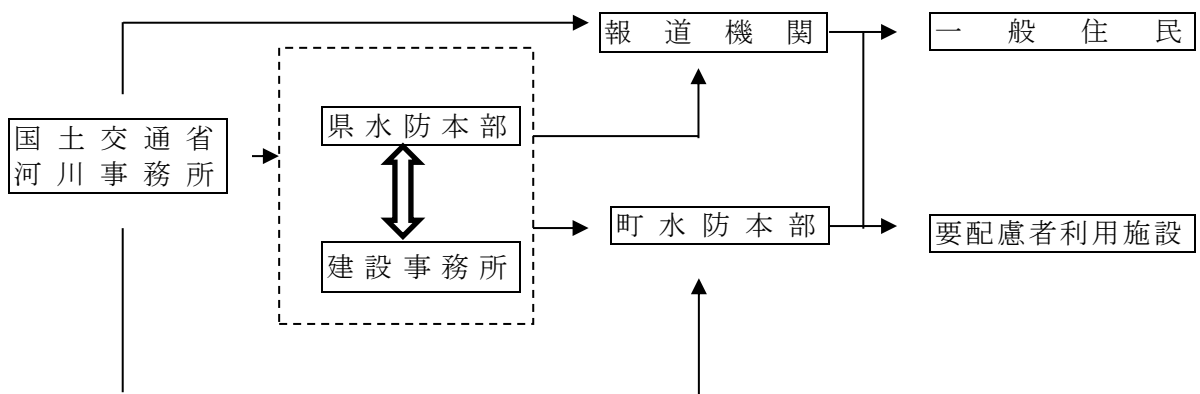 報道機関
一般住民
県水防本部
国土交通省
河川事務所
町水防本部
要配慮者利用施設
建設事務所